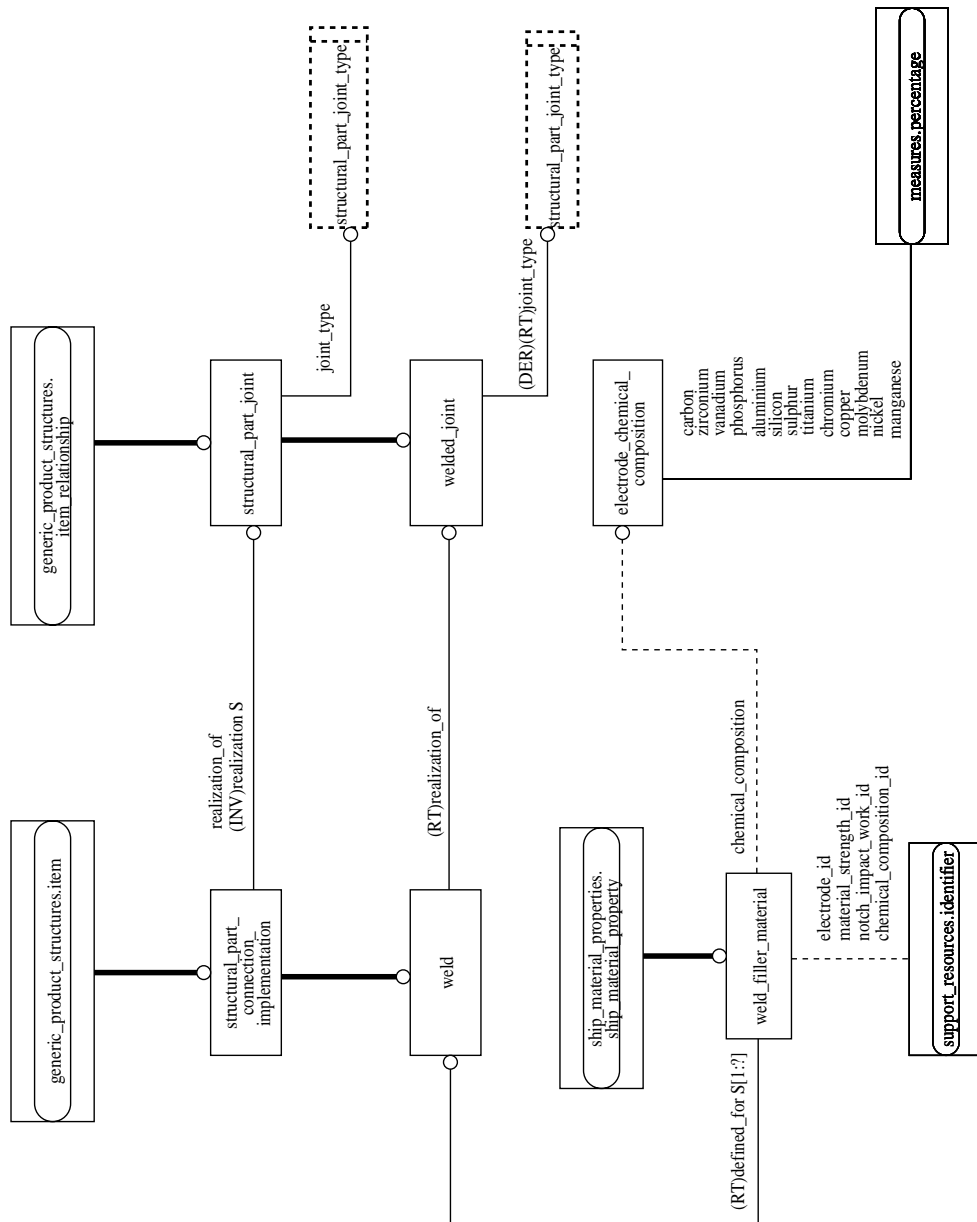 generic_product_structures.item
generic_product_structures.
item_relationship
structural_part_
connection_
implementation
realization_of
(INV)realization S
structural_part_joint
joint_type
structural_part_joint_type
weld
(RT)realization_of
welded_joint
(DER)(RT)joint_type
structural_part_joint_type
ship_material_properties.
ship_material_property
(RT)defined_for S[1:?]
weld_filler_material
chemical_composition
electrode_chemical_
composition
electrode_id
material_strength_id
notch_impact_work_id
chemical_composition_id
carbon
zirconium
vanadium
phosphorus
aluminium
silicon
sulphur
titanium
chromium
copper
molybdenum
nickel
manganese
support_resources.identifier
measures.percentage